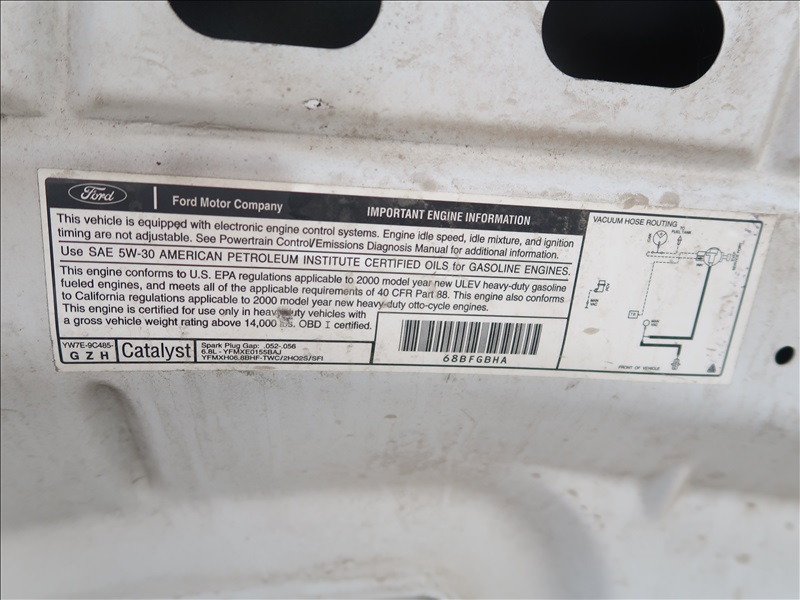 Ford
Ford Motor Company
IMPORTANT ENGINE INFORMATION
This vehicle is equipped with electronic engine control systems. Engine idle speed, idle mixture, and ignition
timing are not adjustable. See Powertrain Control/Emissions Diagnosis Manual for additional information.
Use SAE 5W-30 AMERICAN PETROLEUM INSTITUTE CERTIFIED OILS for GASOLINE ENGINES.
This engine conforms to U.S. EPA regulations applicable to 2000 model year new ULEV heavy-duty gasoline
fueled engines, and meets all of the applicable requirements of 40 CFR Part 88. This engine also conforms
to California regulations applicable to 2000 model year new heavy-duty otto-cycle engines.
This engine is certified for use only in heavy-duty vehicles with
a gross vehicle weight rating above 14,000 lbs. OBD I certified.
YW7E-9C485-
G Z H
Catalyst
Spark Plug Gap: .052-.056
6.8L - YFMXE0155BAJ
YFMXH06.8BHF-TWC/2HO2S/SFI
68BFGBHA
VACUUM HOSE ROUTING
TO
FUEL TANK
FRONT OF VEHICLE